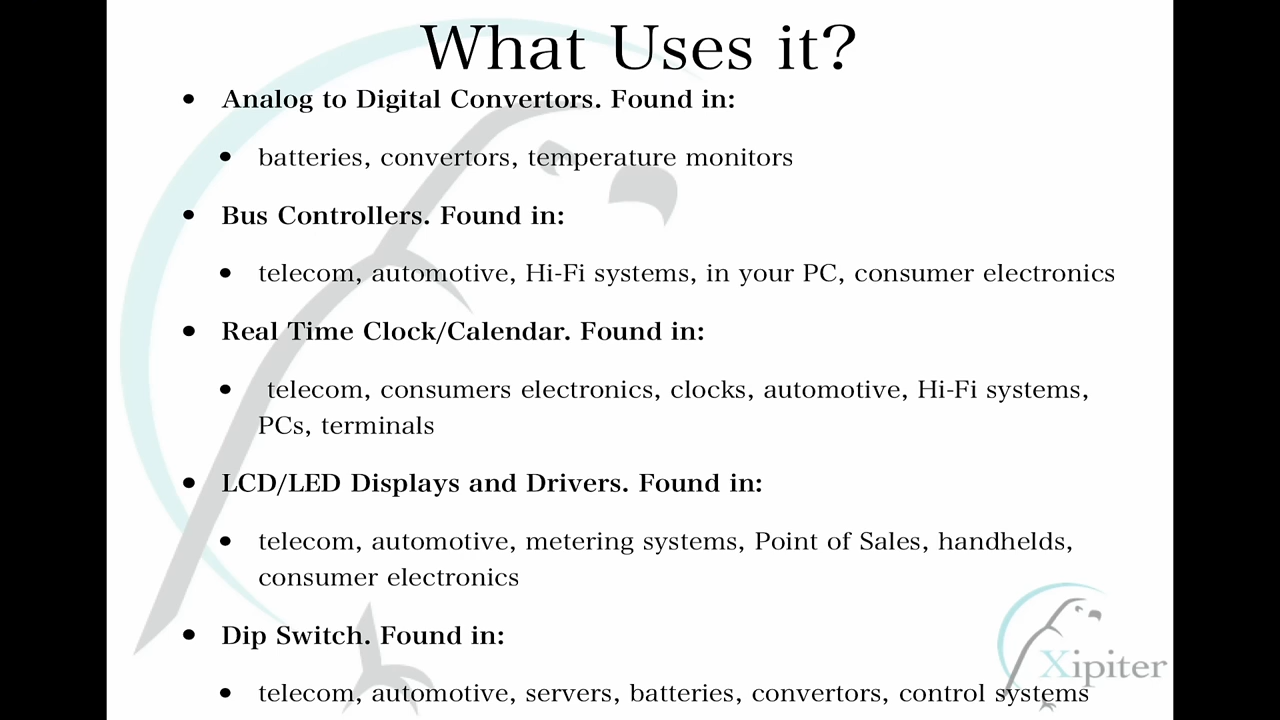 What Uses it?
• Analog to Digital Convertors. Found in:
• batteries, convertors, temperature monitors
• Bus Controllers. Found in:
• telecom, automotive, Hi-Fi systems, in your PC, consumer electronics
• Real Time Clock/Calendar. Found in:
• telecom, consumers electronics, clocks, automotive, Hi-Fi systems,
PCs, terminals
• LCD/LED Displays and Drivers. Found in:
• telecom, automotive, metering systems, Point of Sales, handhelds,
consumer electronics
• Dip Switch. Found in:
• telecom, automotive, servers, batteries, convertors, control systems
Xipiter